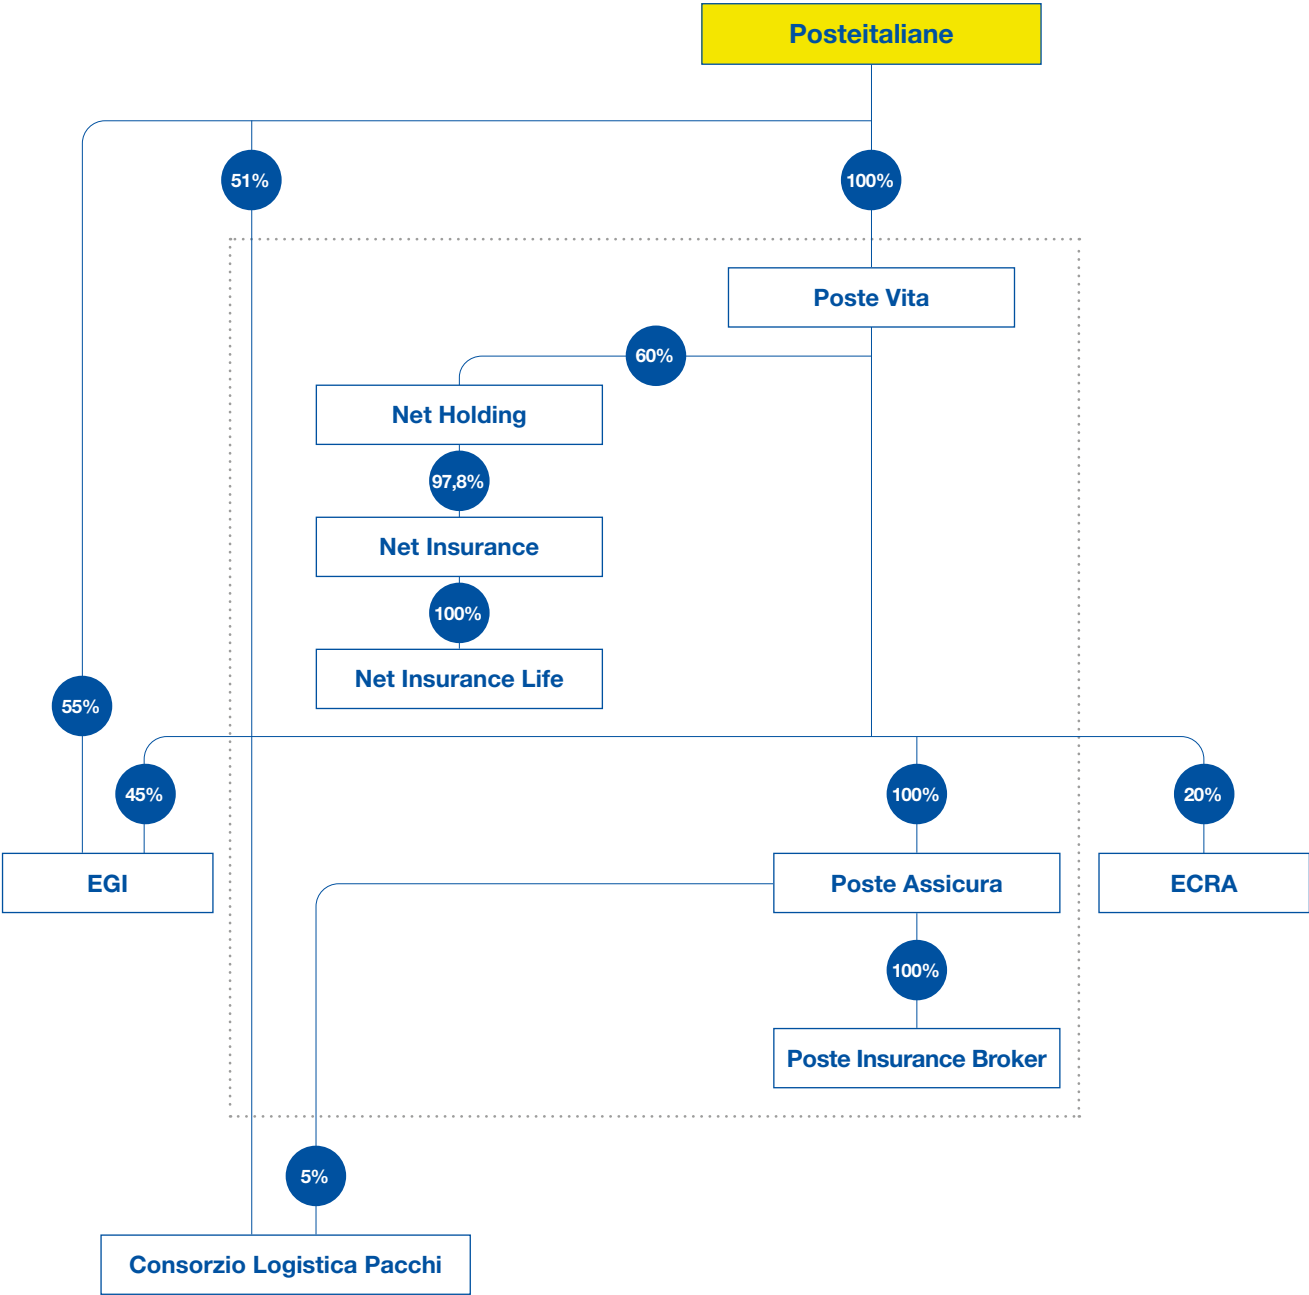 Posteitaliane
51%
100%
Poste Vita
60%
Net Holding
97,8%
Net Insurance
100%
Net Insurance Life
55%
45%
100%
20%
EGI
Poste Assicura
ECRA
100%
Poste Insurance Broker
5%
Consorzio Logistica Pacchi